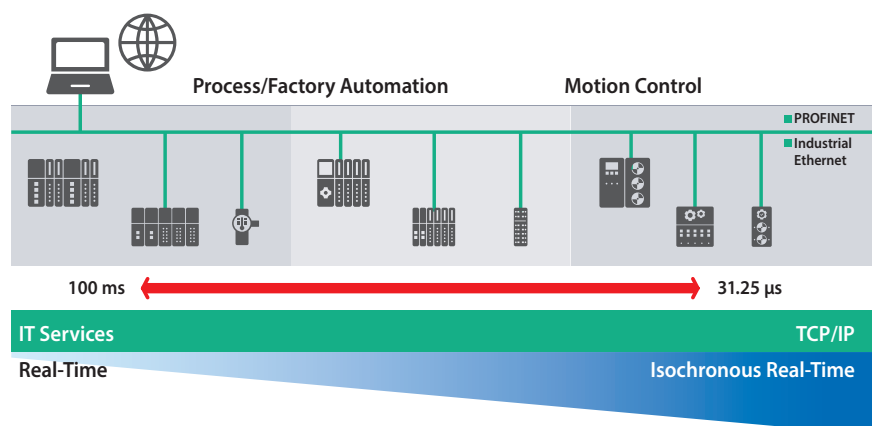 Process/Factory Automation
Motion Control
PROFINET
Industrial
Ethernet
100 ms
31.25 µs
IT Services
TCP/IP
Real-Time
Isochronous Real-Time